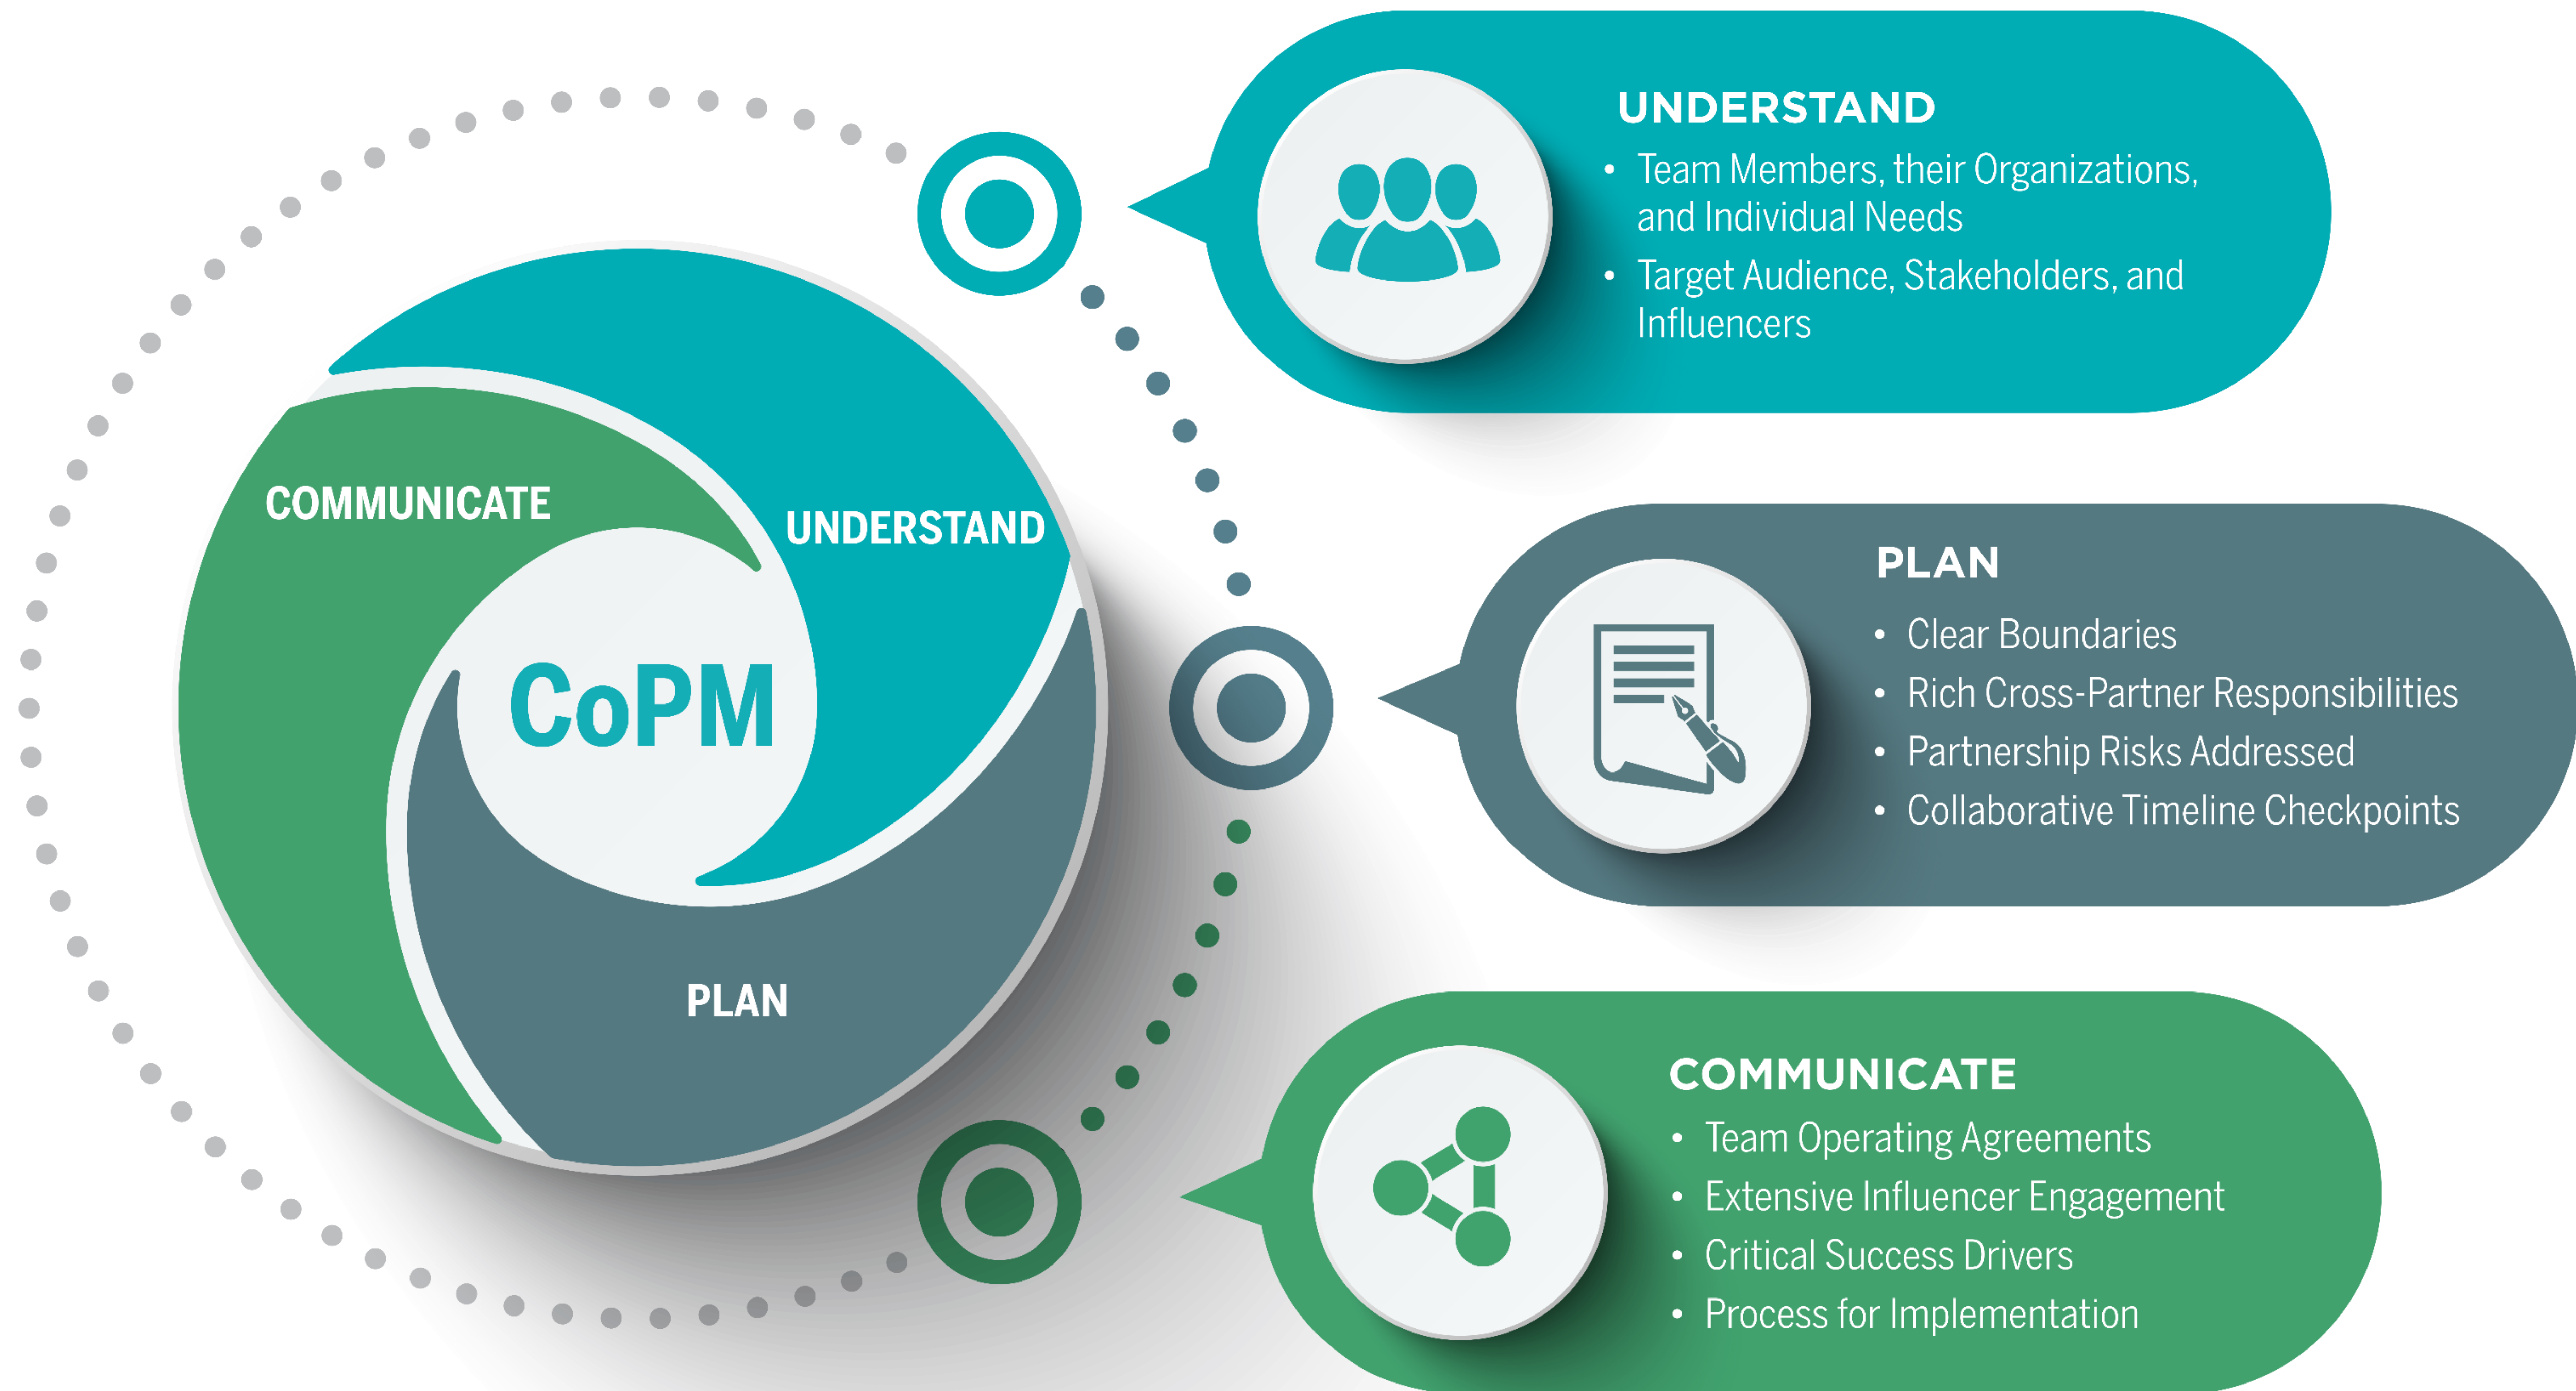 COMMUNICATE
UNDERSTAND
CoPM
PLAN
UNDERSTAND
• Team Members, their Organizations,
and Individual Needs
• Target Audience, Stakeholders, and
Influencers
PLAN
• Clear Boundaries
• Rich Cross-Partner Responsibilities
• Partnership Risks Addressed
• Collaborative Timeline Checkpoints
COMMUNICATE
• Team Operating Agreements
• Extensive Influencer Engagement
• Critical Success Drivers
• Process for Implementation